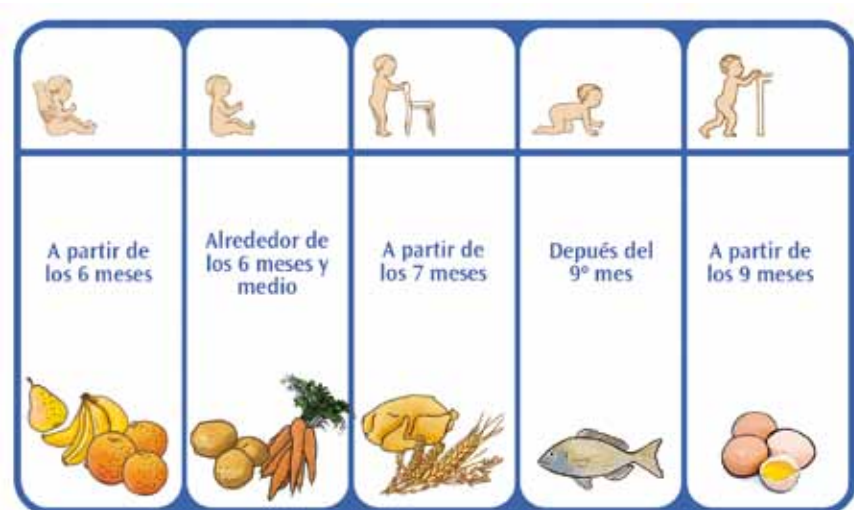 A partir de
los 6 meses
Alrededor de
los 6 meses y
medio
A partir de
los 7 meses
Depués del
9º mes
A partir de
los 9 meses